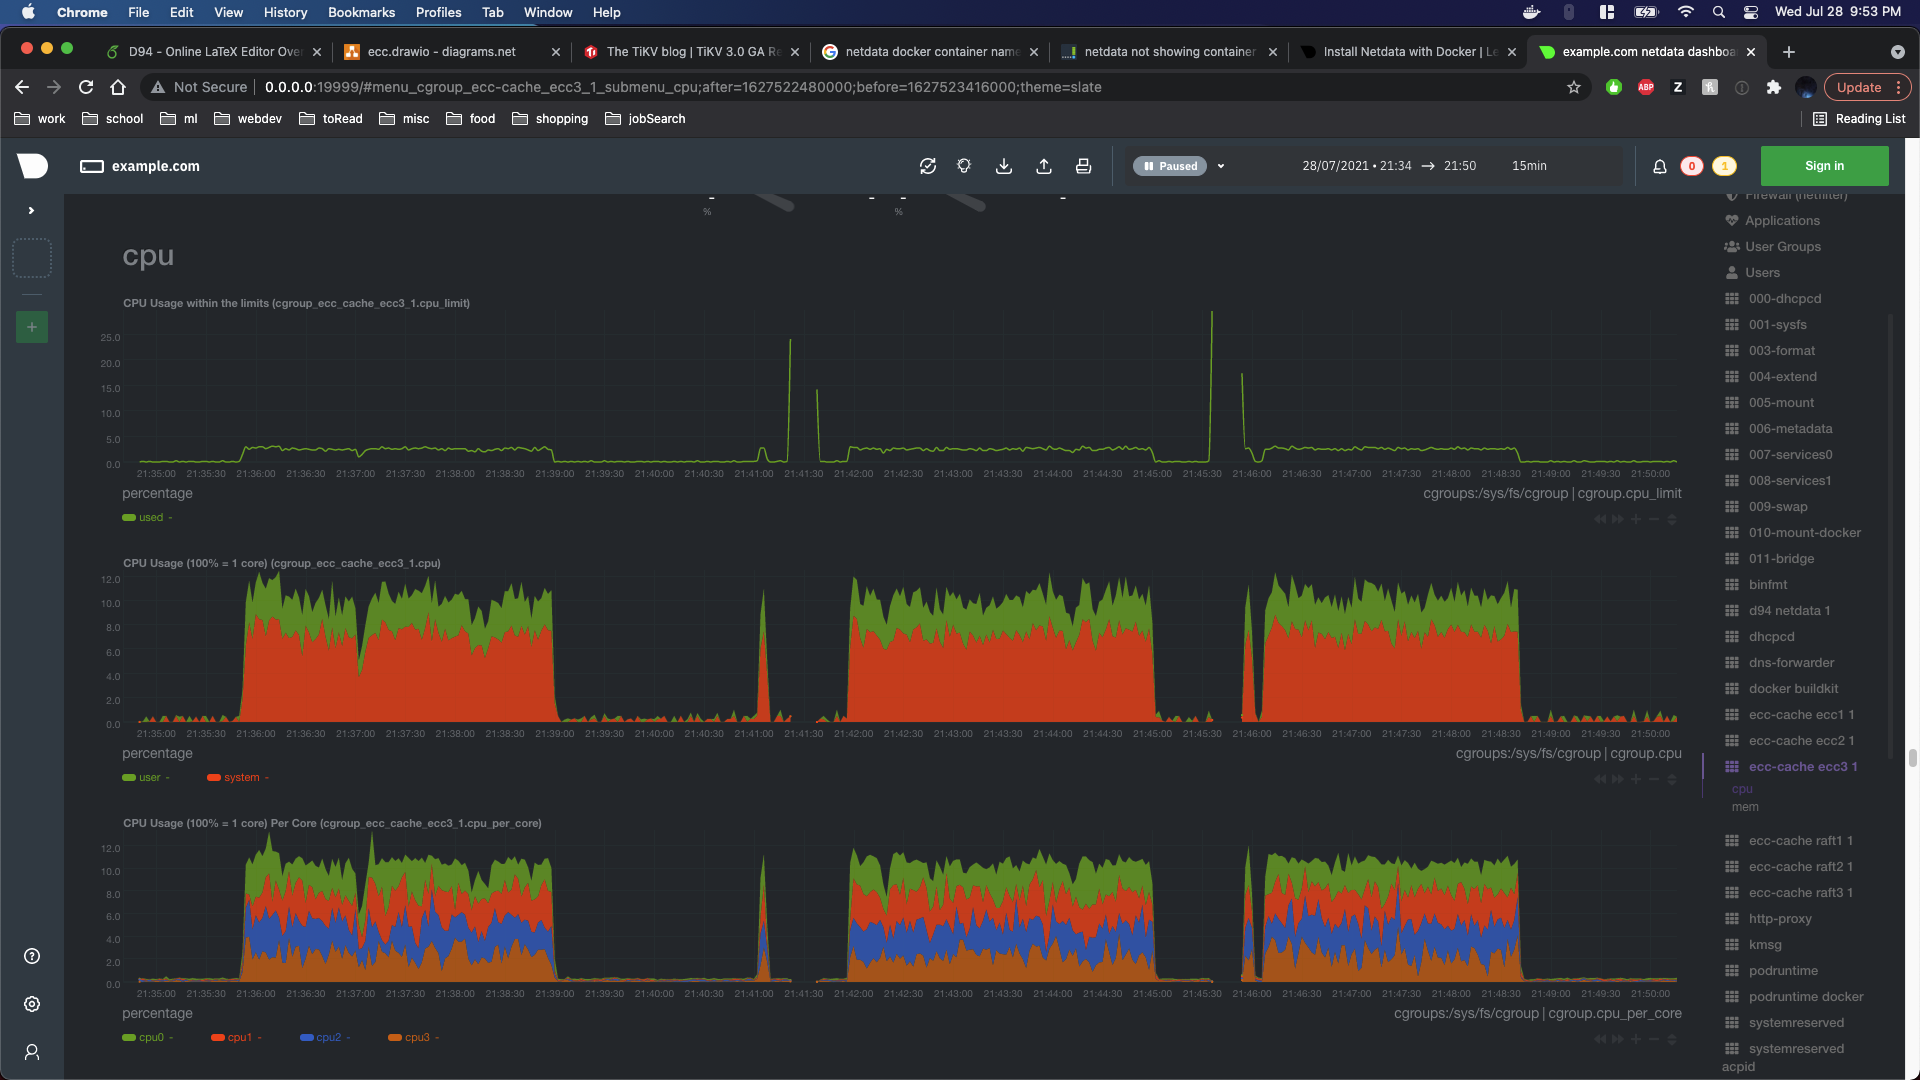 Chrome File Edit View History Bookmarks Profiles Tab Window Help Wed Jul 28 9:53 PM
D94 - Online LaTeX Editor Over
ecc.drawio - diagrams.net
The TiKV blog | TiKV 3.0 GA Re
netdata docker container name
netdata not showing container
Install Netdata with Docker | Le
example.com netdata dashboa
Not Secure 0.0.0.0:19999/#menu_cgroup_ecc-cache_ecc3_1_submenu_cpu;after=1627522480000;before=1627523416000;theme=slate ABP Z Update
work school ml webdev toRead misc food shopping jobSearch Reading List
example.com Paused 28/07/2021 • 21:34 → 21:50 15min 0 1 Sign in
% %
cpu
CPU Usage within the limits (cgroup_ecc_cache_ecc3_1.cpu_limit)
25.0
20.0
15.0
10.0
5.0
0.0
21:35:00 21:35:30 21:36:00 21:36:30 21:37:00 21:37:30 21:38:00 21:38:30 21:39:00 21:39:30 21:40:00 21:40:30 21:41:00 21:41:30 21:42:00 21:42:30 21:43:00 21:43:30 21:44:00 21:44:30 21:45:00 21:45:30 21:46:00 21:46:30 21:47:00 21:47:30 21:48:00 21:48:30 21:49:00 21:49:30 21:50:00
percentage cgroups:/sys/fs/cgroup | cgroup.cpu_limit
used -
CPU Usage (100% = 1 core) (cgroup_ecc_cache_ecc3_1.cpu)
12.0
10.0
8.0
6.0
4.0
2.0
0.0
21:35:00 21:35:30 21:36:00 21:36:30 21:37:00 21:37:30 21:38:00 21:38:30 21:39:00 21:39:30 21:40:00 21:40:30 21:41:00 21:41:30 21:42:00 21:42:30 21:43:00 21:43:30 21:44:00 21:44:30 21:45:00 21:45:30 21:46:00 21:46:30 21:47:00 21:47:30 21:48:00 21:48:30 21:49:00 21:49:30 21:50:00
percentage cgroups:/sys/fs/cgroup | cgroup.cpu
user - system -
CPU Usage (100% = 1 core) Per Core (cgroup_ecc_cache_ecc3_1.cpu_per_core)
12.0
10.0
8.0
6.0
4.0
2.0
0.0
21:35:00 21:35:30 21:36:00 21:36:30 21:37:00 21:37:30 21:38:00 21:38:30 21:39:00 21:39:30 21:40:00 21:40:30 21:41:00 21:41:30 21:42:00 21:42:30 21:43:00 21:43:30 21:44:00 21:44:30 21:45:00 21:45:30 21:46:00 21:46:30 21:47:00 21:47:30 21:48:00 21:48:30 21:49:00 21:49:30 21:50:00
percentage cgroups:/sys/fs/cgroup | cgroup.cpu_per_core
cpu0 - cpu1 - cpu2 - cpu3 -
Firewall (netfilter)
Applications
User Groups
Users
000-dhcpcd
001-sysfs
003-format
004-extend
005-mount
006-metadata
007-services0
008-services1
009-swap
010-mount-docker
011-bridge
binfmt
d94 netdata 1
dhcpcd
dns-forwarder
docker buildkit
ecc-cache ecc1 1
ecc-cache ecc2 1
ecc-cache ecc3 1
cpu
mem
ecc-cache raft1 1
ecc-cache raft2 1
ecc-cache raft3 1
http-proxy
kmsg
podruntime
podruntime docker
systemreserved
systemreserved
acpid